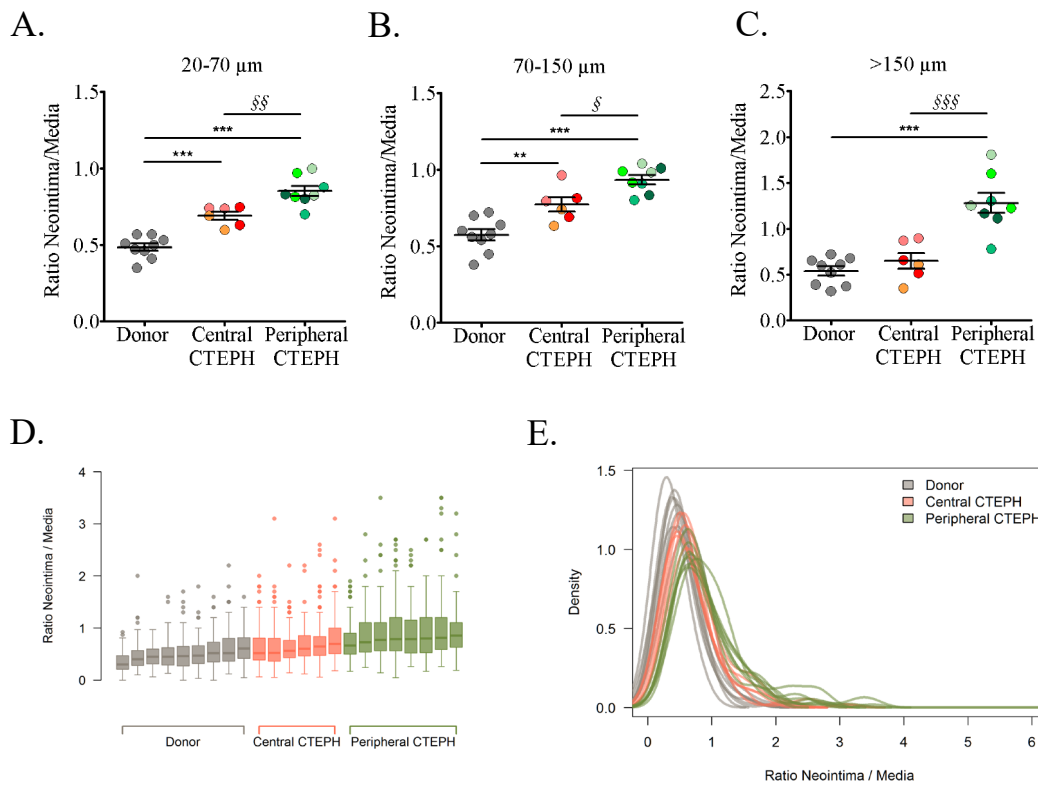 A.
20-70 µm
Ratio Neointima/Media
1.5
1.0
0.5
0.0
§§
***
***
Donor
Central
CTEPH
Peripheral
CTEPH
B.
70-150 µm
Ratio Neointima/Media
1.5
1.0
0.5
0.0
§
***
**
Donor
Central
CTEPH
Peripheral
CTEPH
C.
>150 µm
Ratio Neointima/Media
2.5
2.0
1.5
1.0
0.5
0.0
§§§
***
Donor
Central
CTEPH
Peripheral
CTEPH
D.
Ratio Neointima / Media
4
3
2
1
0
Donor
Central CTEPH
Peripheral CTEPH
E.
Density
1.5
1.0
0.5
0.0
Donor
Central CTEPH
Peripheral CTEPH
0 1 2 3 4 5 6
Ratio Neointima / Media